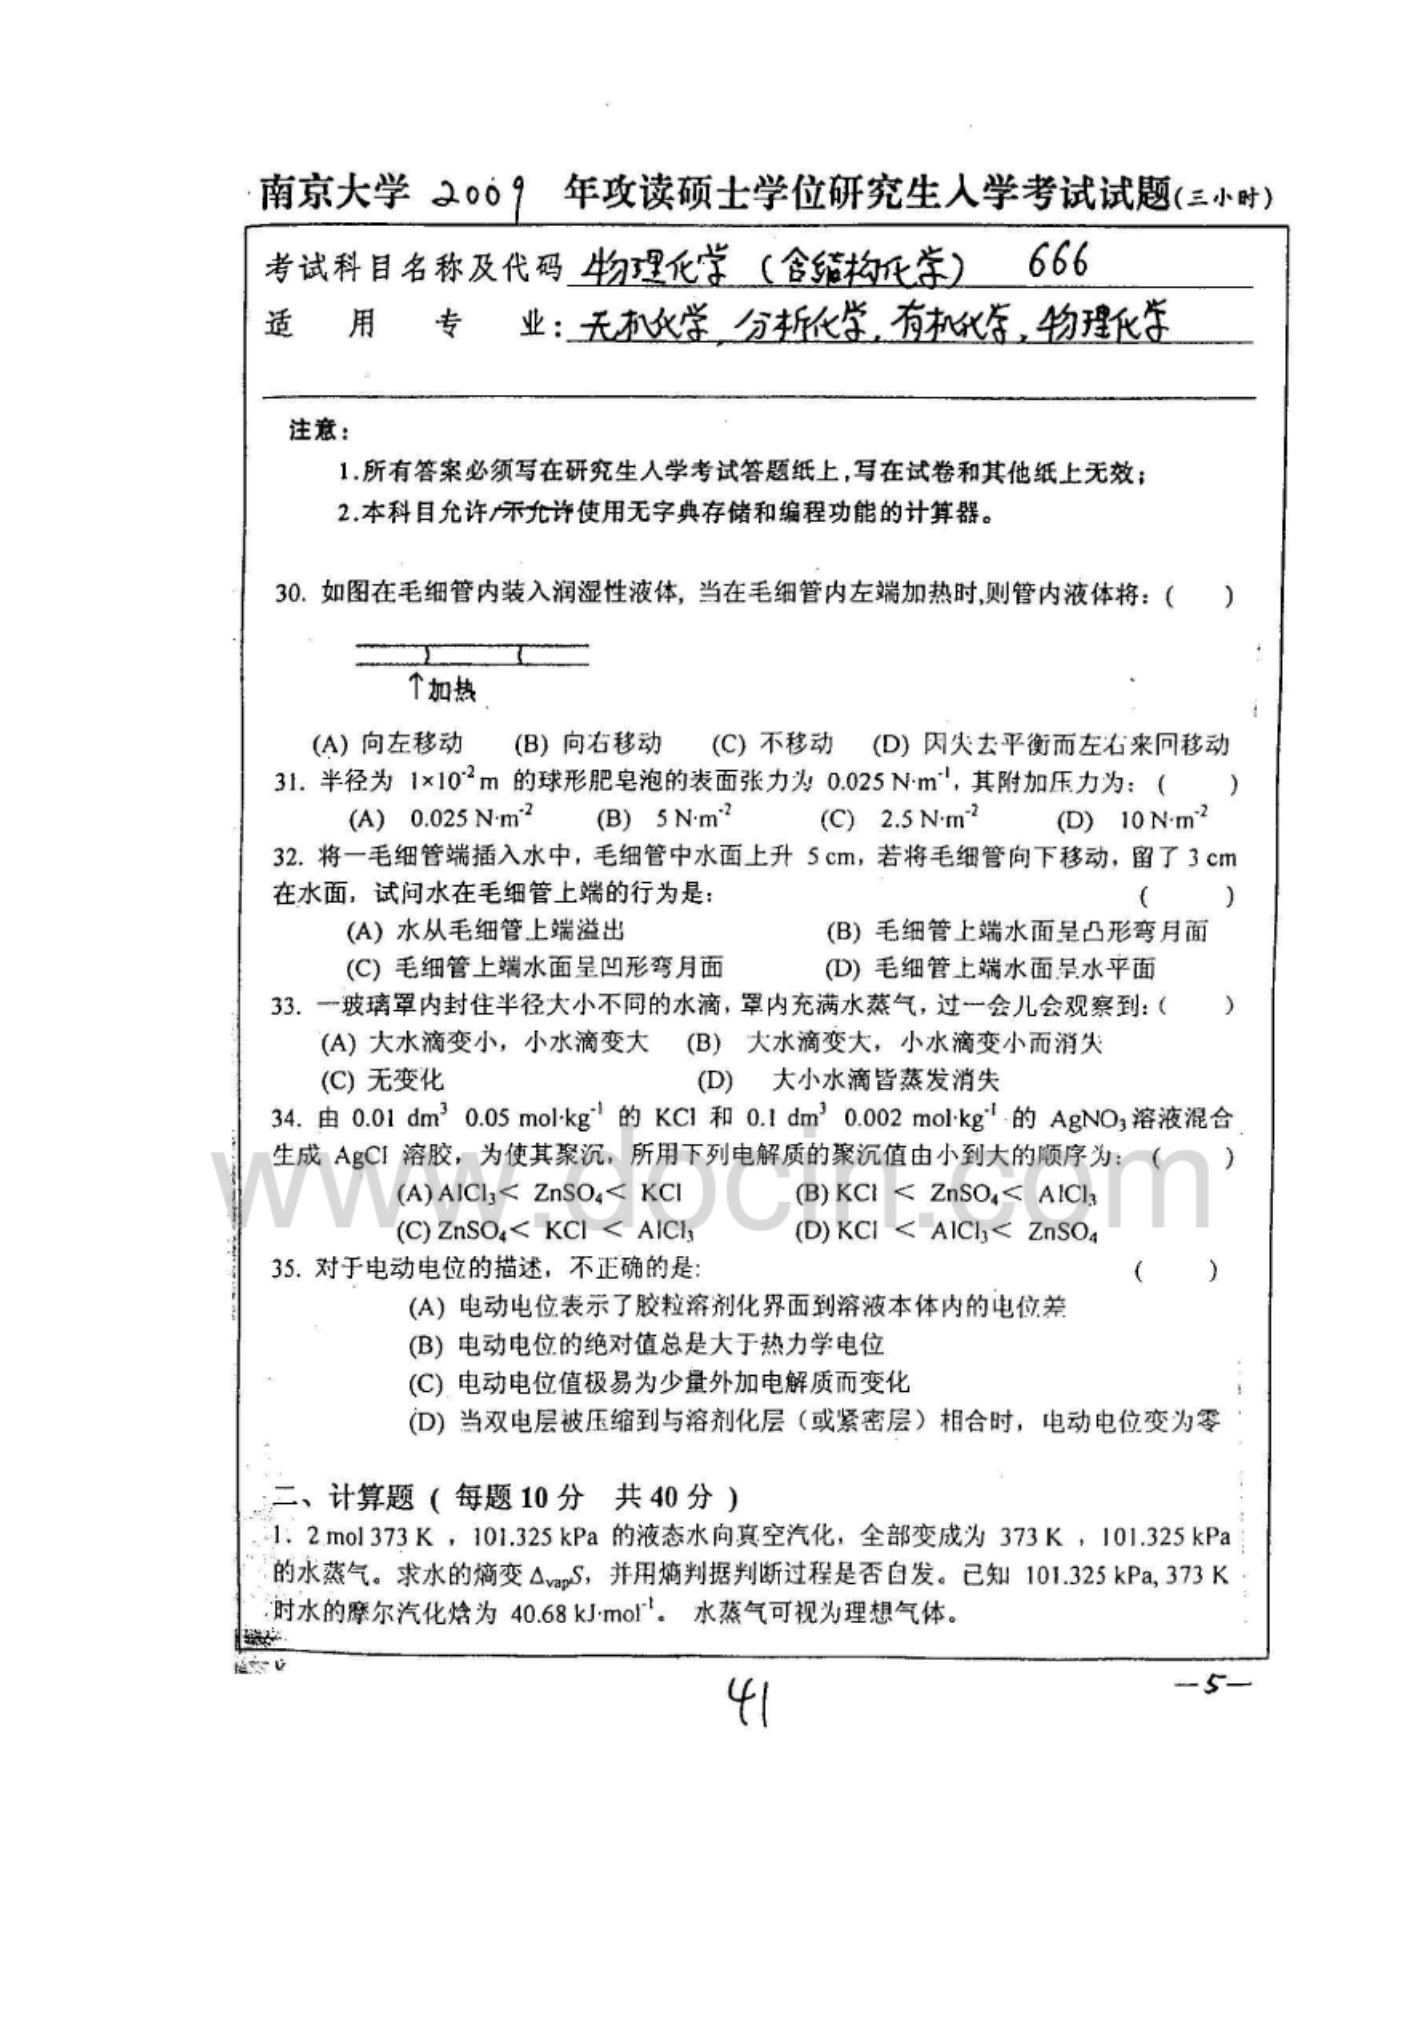 南京大学 2009 年攻读硕士学位研究生入学考试试题(三小时)
考试科目名称及代码 物理化学（含结构化学） 666
适 用 专 业: 无机化学, 分析化学, 有机化学, 物理化学
注意:
1.所有答案必须写在研究生入学考试答题纸上,写在试卷和其他纸上无效;
2.本科目允许/不允许使用无字典存储和编程功能的计算器。
30. 如图在毛细管内装入润湿性液体, 当在毛细管内左端加热时,则管内液体将: ( )
↑加热
(A) 向左移动 (B) 向右移动 (C) 不移动 (D) 因失去平衡而左右来回移动
31. 半径为 1×10⁻² m 的球形肥皂泡的表面张力为 0.025 N·m⁻¹, 其附加压力为: ( )
(A) 0.025 N·m⁻² (B) 5 N·m⁻² (C) 2.5 N·m⁻² (D) 10 N·m⁻²
32. 将一毛细管端插入水中, 毛细管中水面上升 5 cm, 若将毛细管向下移动, 留了 3 cm
在水面, 试问水在毛细管上端的行为是: ( )
(A) 水从毛细管上端溢出 (B) 毛细管上端水面呈凸形弯月面
(C) 毛细管上端水面呈凹形弯月面 (D) 毛细管上端水面呈水平面
33. 一玻璃罩内封住半径大小不同的水滴, 罩内充满水蒸气, 过一会儿会观察到: ( )
(A) 大水滴变小, 小水滴变大 (B) 大水滴变大, 小水滴变小而消失
(C) 无变化 (D) 大小水滴皆蒸发消失
34. 由 0.01 dm³ 0.05 mol·kg⁻¹ 的 KCl 和 0.1 dm³ 0.002 mol·kg⁻¹ 的 AgNO₃ 溶液混合
生成 AgCl 溶胶, 为使其聚沉, 所用下列电解质的聚沉值由小到大的顺序为: ( )
(A) AlCl₃ < ZnSO₄ < KCl (B) KCl < ZnSO₄ < AlCl₃
(C) ZnSO₄ < KCl < AlCl₃ (D) KCl < AlCl₃ < ZnSO₄
35. 对于电动电位的描述, 不正确的是: ( )
(A) 电动电位表示了胶粒溶剂化界面到溶液本体内的电位差
(B) 电动电位的绝对值总是大于热力学电位
(C) 电动电位值极易为少量外加电解质而变化
(D) 当双电层被压缩到与溶剂化层（或紧密层）相合时, 电动电位变为零
二、计算题 ( 每题 10 分 共 40 分 )
1. 2 mol 373 K , 101.325 kPa 的液态水向真空汽化, 全部变成为 373 K , 101.325 kPa
的水蒸气。求水的熵变 ΔvapS, 并用熵判据判断过程是否自发。已知 101.325 kPa, 373 K
时水的摩尔汽化焓为 40.68 kJ·mol⁻¹。 水蒸气可视为理想气体。
41
—5—
www.docin.com